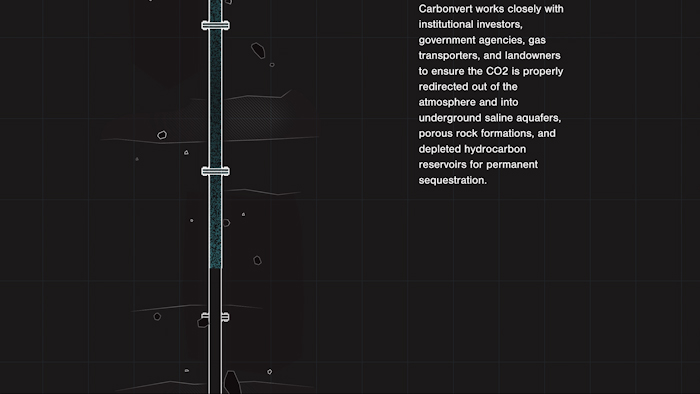 Carbonvert works closely with
institutional investors,
government agencies, gas
transporters, and landowners
to ensure the CO2 is properly
redirected out of the
atmosphere and into
underground saline aquafers,
porous rock formations, and
depleted hydrocarbon
reservoirs for permanent
sequestration.